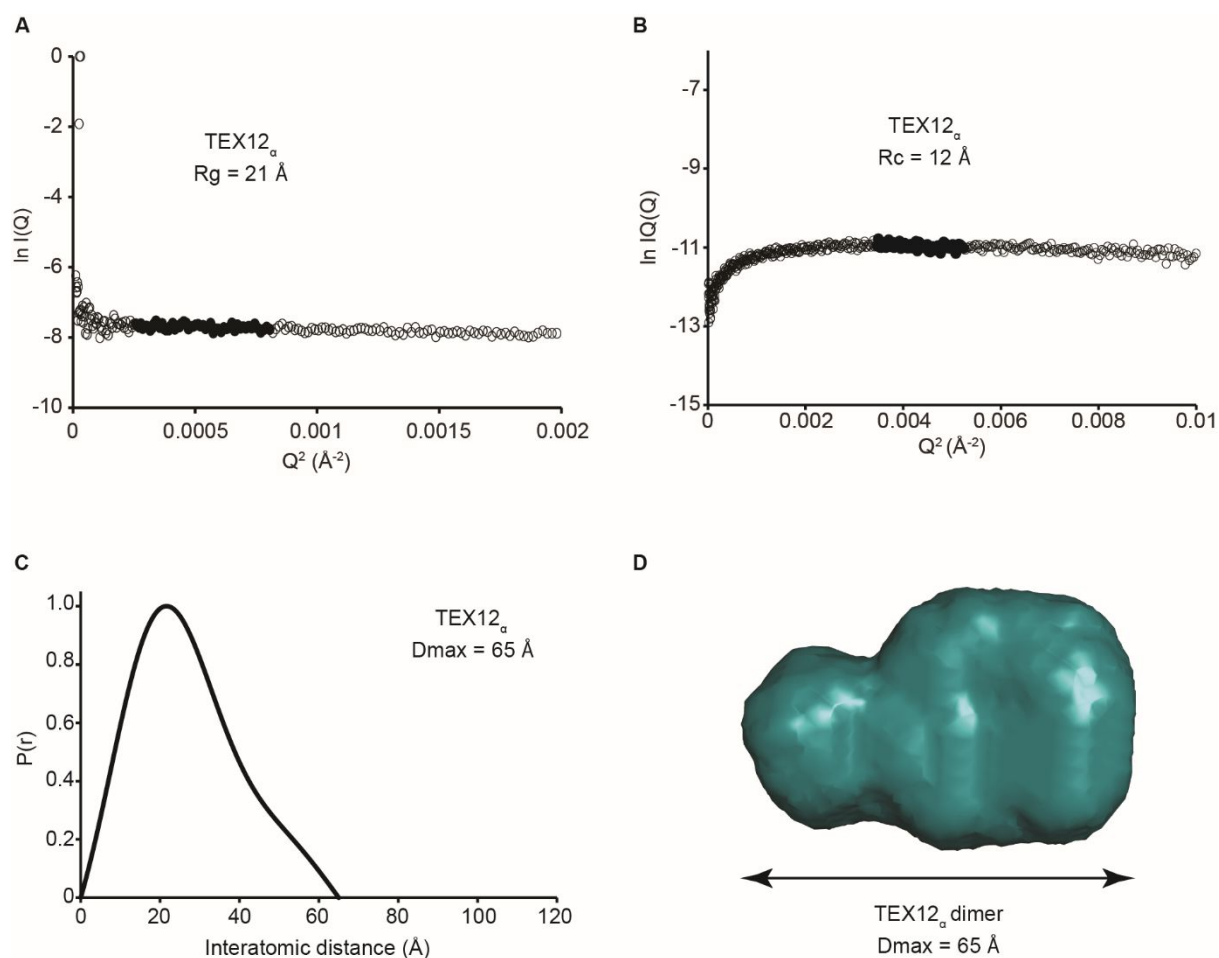 A
0
-2
-4
-6
-8
-10
ln I(Q)
TEX12α
Rg = 21 Å
0 0.0005 0.001 0.0015 0.002
Q² (Å⁻²)
B
-7
-9
-11
-13
-15
ln IQ(Q)
TEX12α
Rc = 12 Å
0 0.002 0.004 0.006 0.008 0.01
Q² (Å⁻²)
C
1.0
0.8
0.6
0.4
0.2
0
P(r)
TEX12α
Dmax = 65 Å
0 20 40 60 80 100 120
Interatomic distance (Å)
D
TEX12α dimer
Dmax = 65 Å